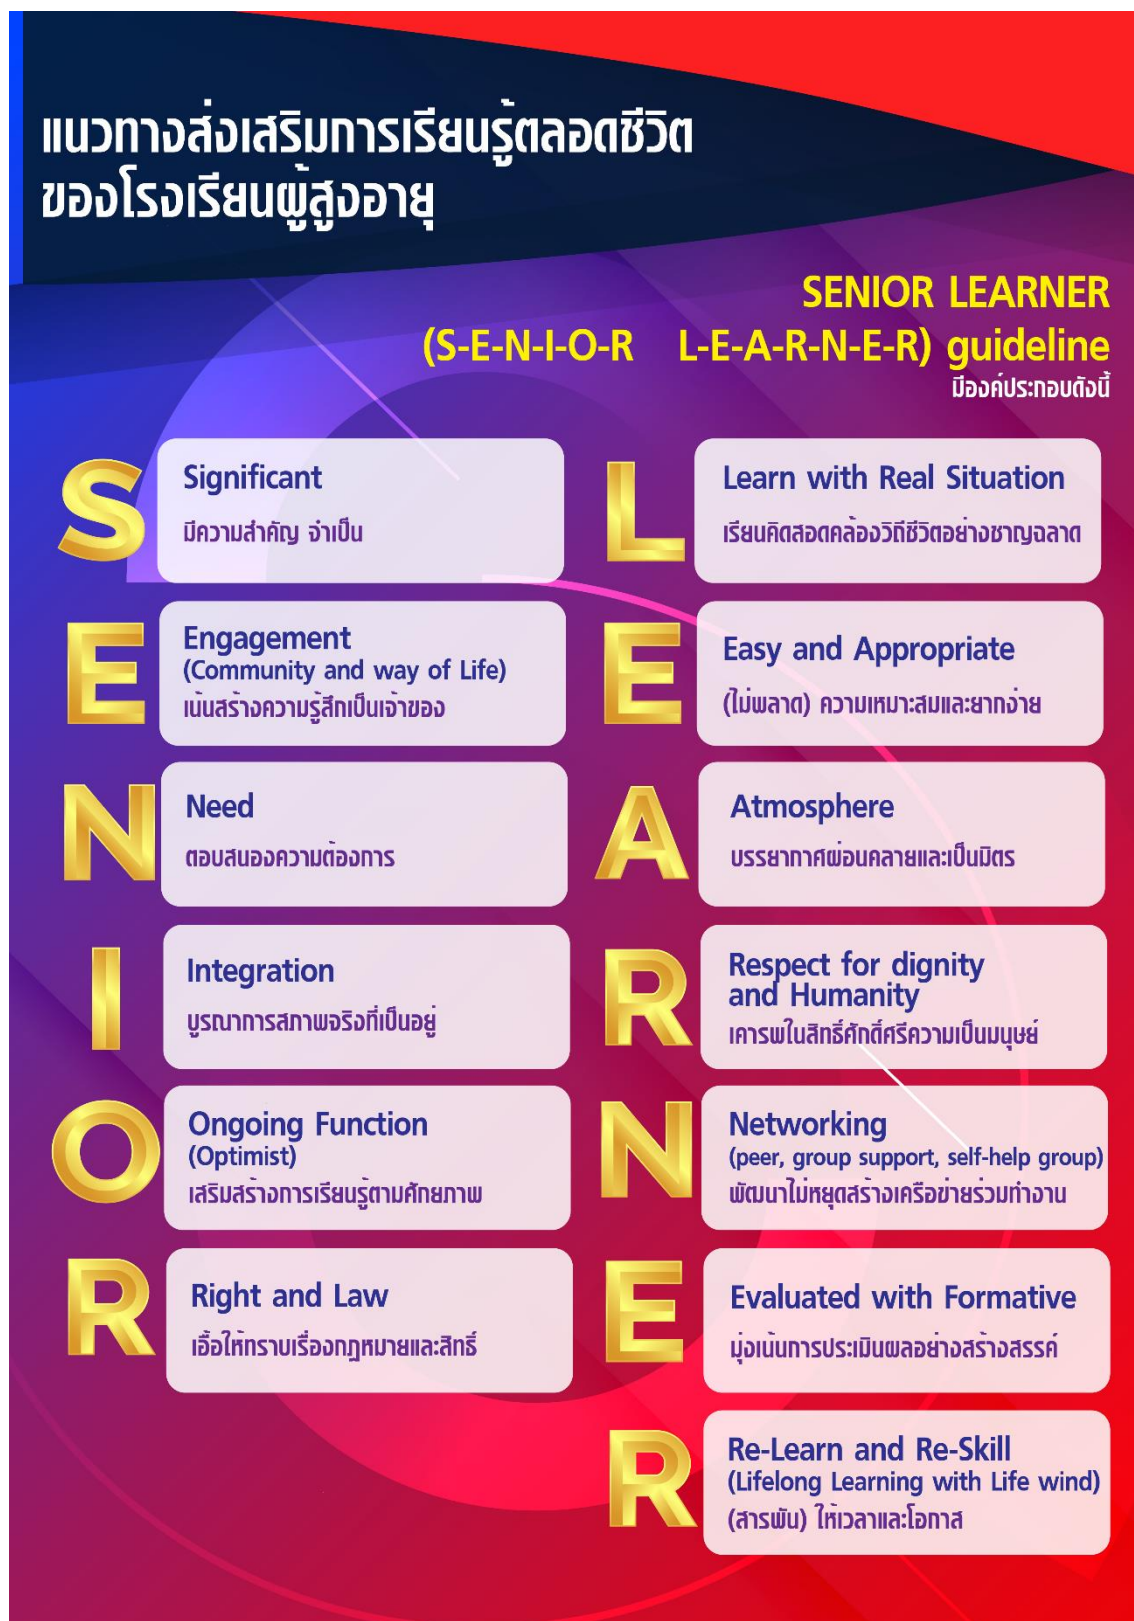 แนวทางส่งเสริมการเรียนรู้ตลอดชีวิต
ของโรงเรียนผู้สูงอายุ
SENIOR LEARNER
(S-E-N-I-O-R L-E-A-R-N-E-R) guideline
มีองค์ประกอบดังนี้
S
Significant
มีความสำคัญ จำเป็น
E
Engagement
(Community and way of Life)
เน้นสร้างความรู้สึกเป็นเจ้าของ
N
Need
ตอบสนองความต้องการ
I
Integration
บูรณาการสภาพจริงที่เป็นอยู่
O
Ongoing Function
(Optimist)
เสริมสร้างการเรียนรู้ตามศักยภาพ
R
Right and Law
เอื้อให้ทราบเรื่องกฎหมายและสิทธิ์
L
Learn with Real Situation
เรียนคิดสอดคล้องวิถีชีวิตอย่างชาญฉลาด
E
Easy and Appropriate
(ไม่พลาด) ความเหมาะสมและยากง่าย
A
Atmosphere
บรรยากาศผ่อนคลายและเป็นมิตร
R
Respect for dignity
and Humanity
เคารพในสิทธิ์ศักดิ์ศรีความเป็นมนุษย์
N
Networking
(peer, group support, self-help group)
พัฒนาไม่หยุดสร้างเครือข่ายร่วมทำงาน
E
Evaluated with Formative
มุ่งเน้นการประเมินผลอย่างสร้างสรรค์
R
Re-Learn and Re-Skill
(Lifelong Learning with Life wind)
(สารพัน) ให้เวลาและโอกาส